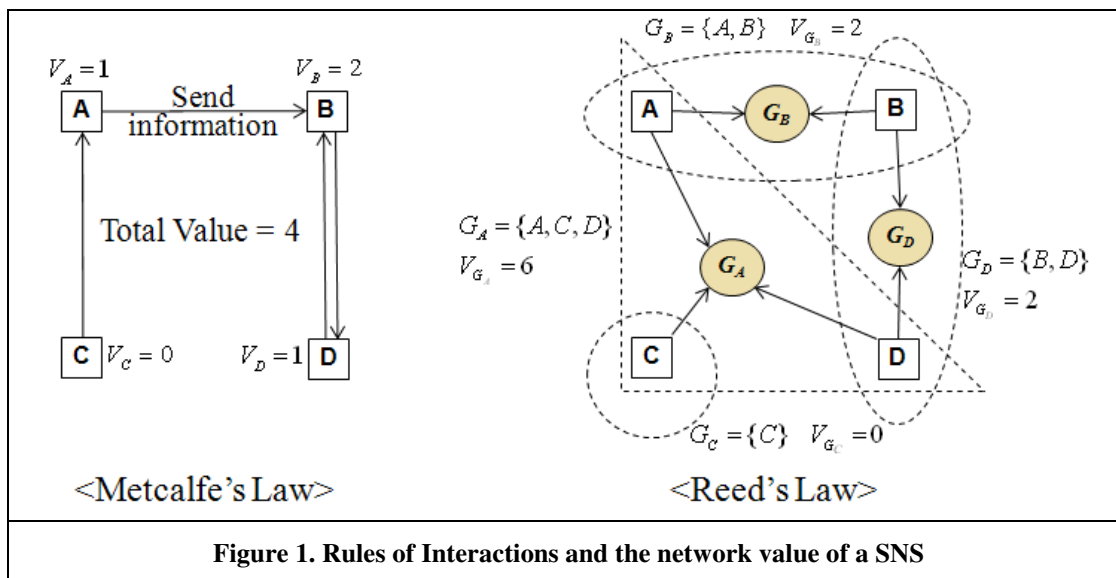 V_A = 1
V_B = 2
A
Send
information
B
Total Value = 4
C
V_C = 0
V_D = 1
D
<Metcalfe's Law>
G_B = {A, B} V_{G_B} = 2
A
G_B
B
G_A = {A, C, D}
V_{G_A} = 6
G_A
G_D
G_D = {B, D}
V_{G_D} = 2
C
D
G_C = {C} V_{G_C} = 0
<Reed's Law>
Figure 1. Rules of Interactions and the network value of a SNS